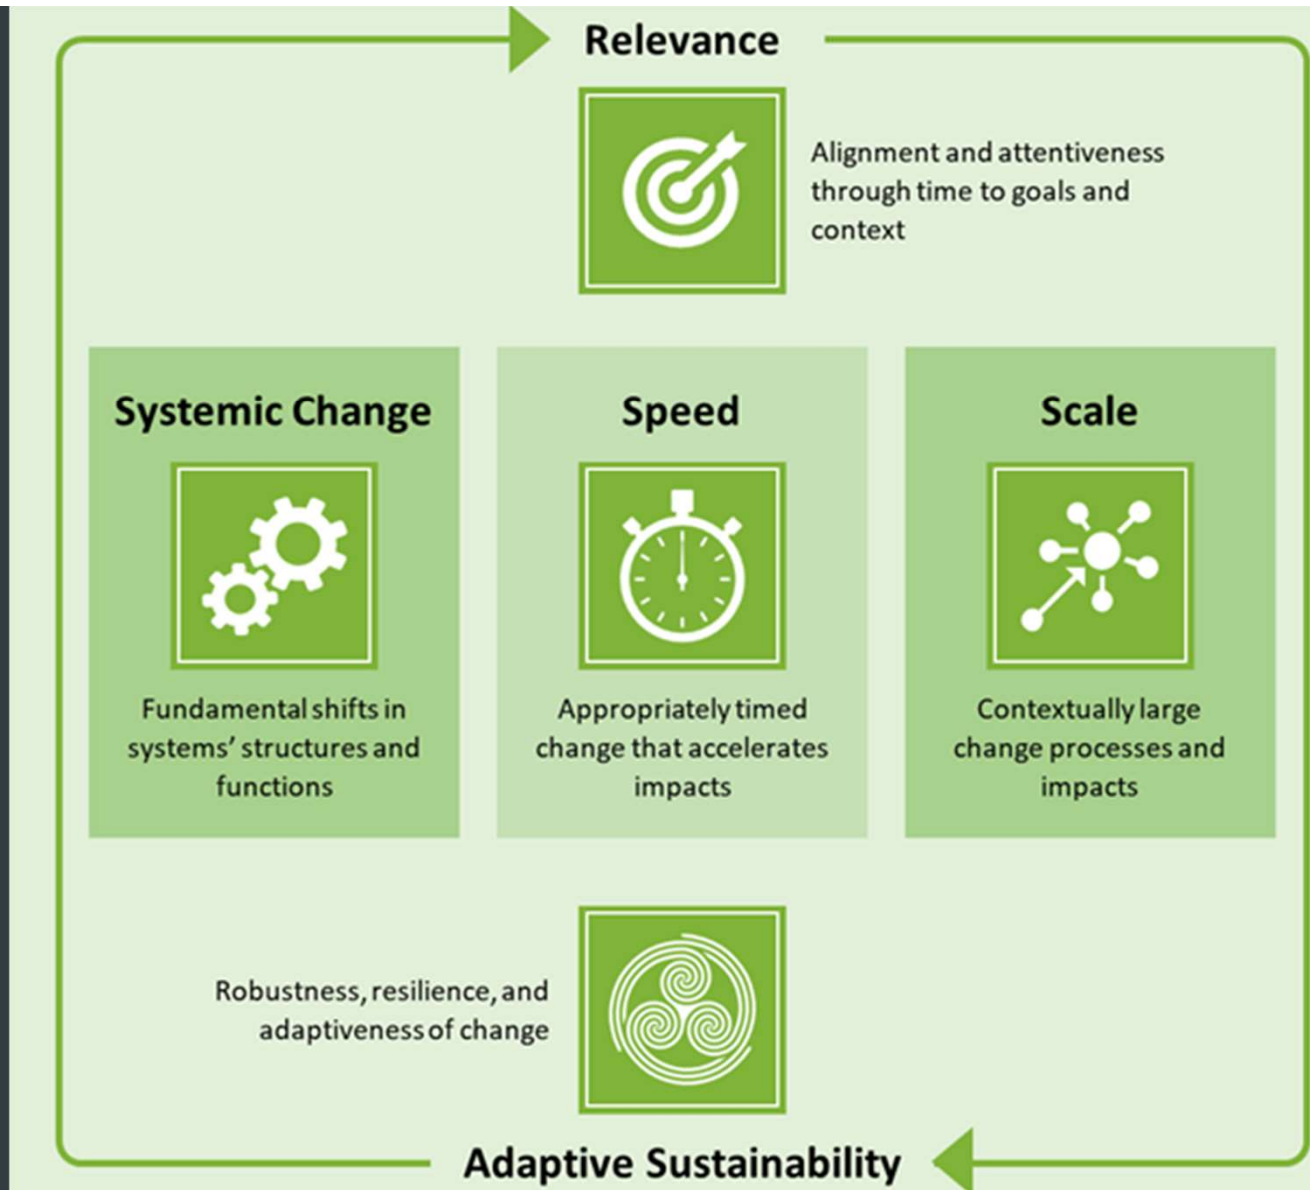 Relevance
Alignment and attentiveness
through time to goals and
context
Systemic Change
Fundamental shifts in
systems’ structures and
functions
Speed
Appropriately timed
change that accelerates
impacts
Scale
Contextually large
change processes and
impacts
Robustness, resilience, and
adaptiveness of change
Adaptive Sustainability